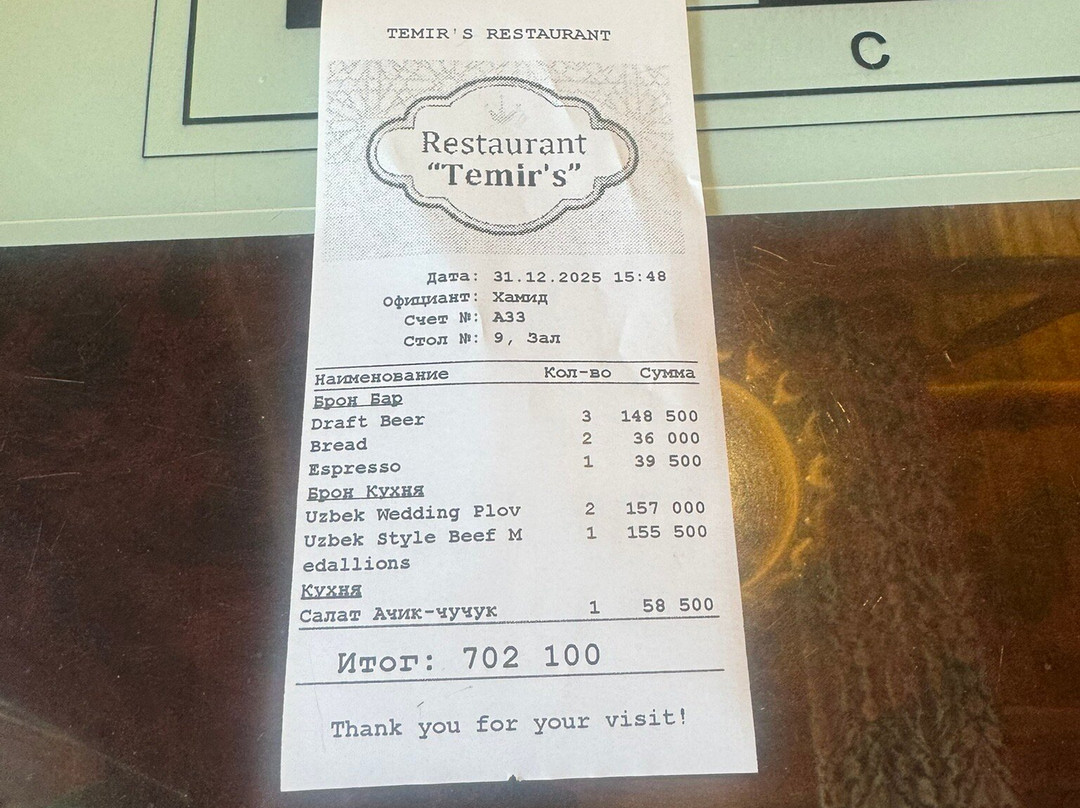 C
TEMIR'S RESTAURANT
Restaurant
“Temir's”
Дата: 31.12.2025 15:48
Официант: Хамид
Счет №: А33
Стол №: 9, Зал
Наименование Кол-во Сумма
Брон Бар
Draft Beer 3 148 500
Bread 2 36 000
Espresso 1 39 500
Брон Кухня
Uzbek Wedding Plov 2 157 000
Uzbek Style Beef M 1 155 500
edallions
Кухня
Салат Ачик-чучук 1 58 500
Итог: 702 100
Thank you for your visit!